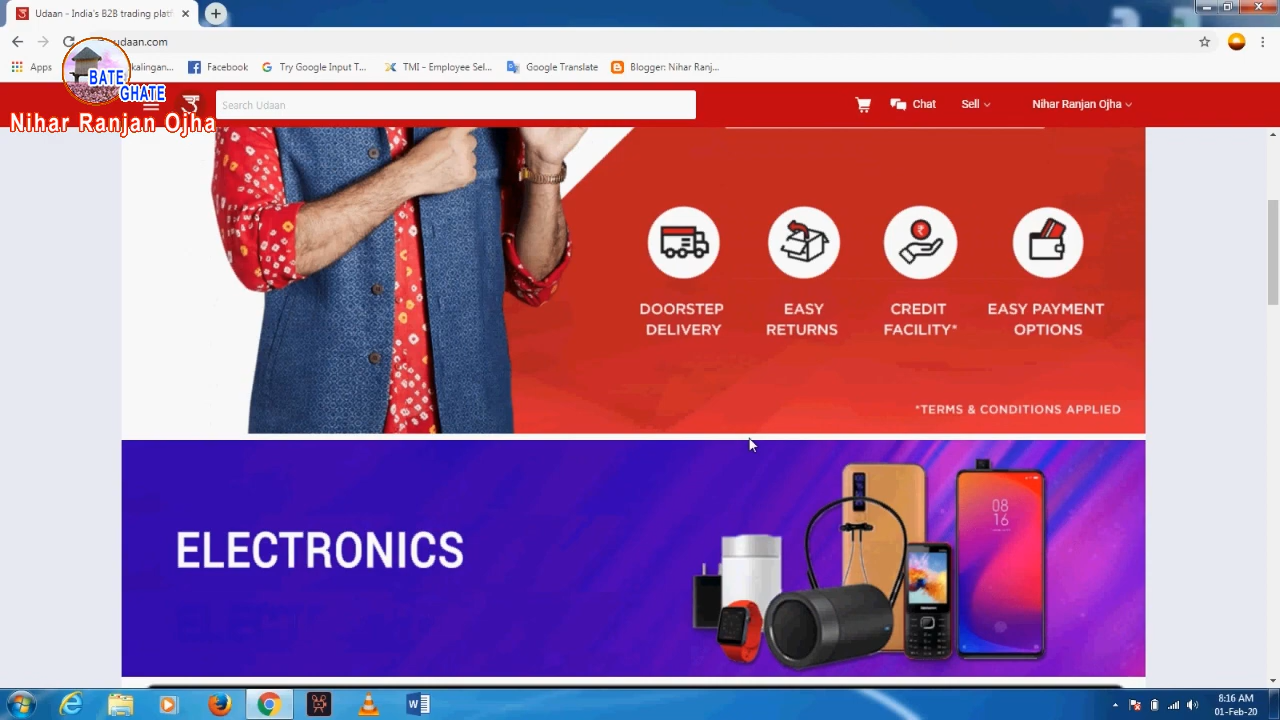 Udaan - India's B2B trading platf
udaan.com
Apps
kalingan...
Facebook
Try Google Input T...
TMI - Employee Sel...
Google Translate
Blogger: Nihar Ranj...
BATE
GHATE
Nihar Ranjan Ojha
Search Udaan
Chat
Sell
Nihar Ranjan Ojha
DOORSTEP
DELIVERY
EASY
RETURNS
CREDIT
FACILITY*
EASY PAYMENT
OPTIONS
*TERMS & CONDITIONS APPLIED
ELECTRONICS
08
16
8:16 AM
01-Feb-20